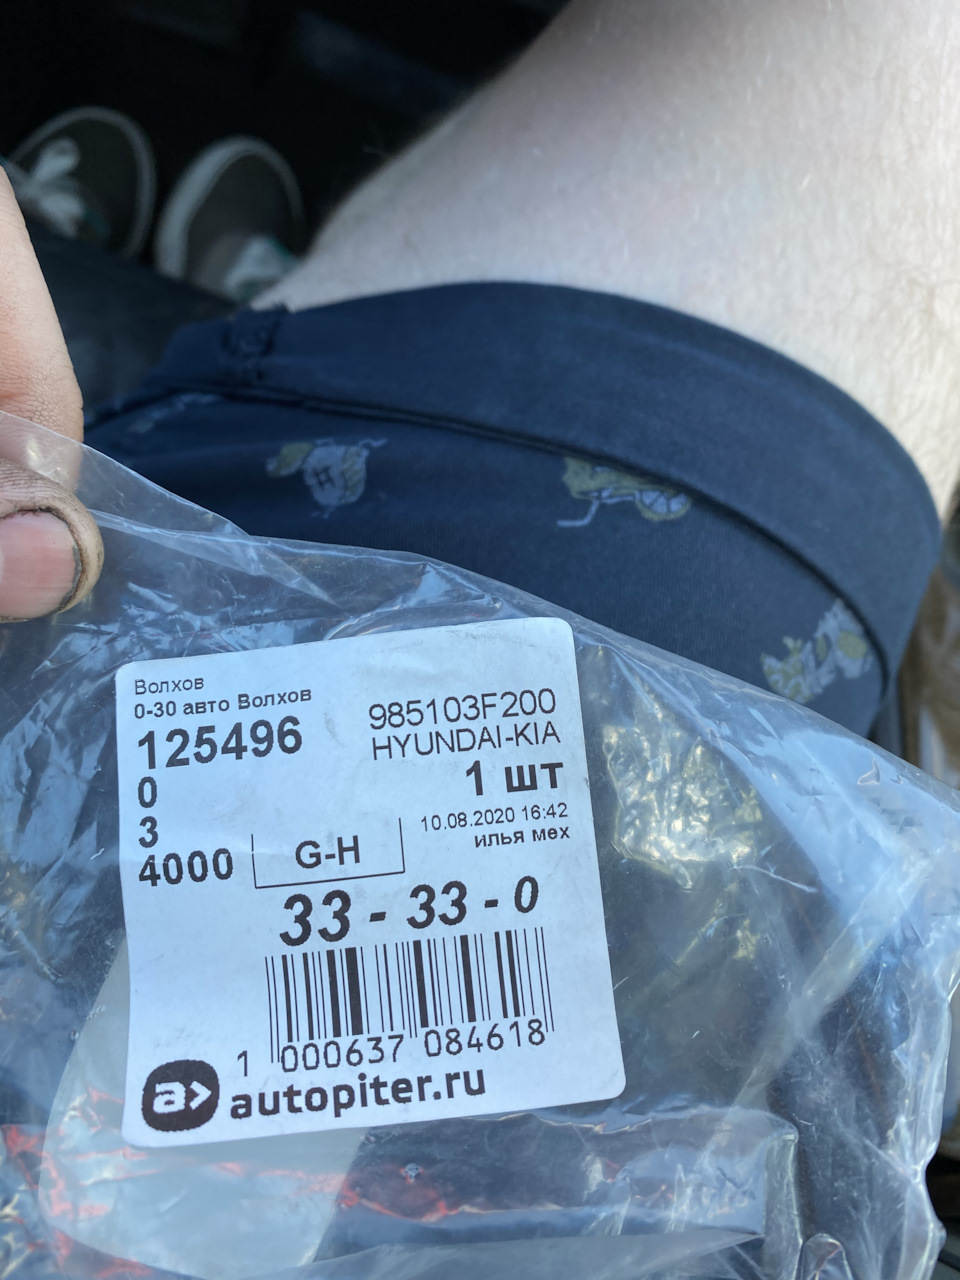 Волхов
0-30 авто Волхов
125496
0
3
4000
985103F200
HYUNDAI-KIA
1 шт
10.08.2020 16:42
илья мех
G-H
33 - 33 - 0
1 000637 084618
a>
autopiter.ru